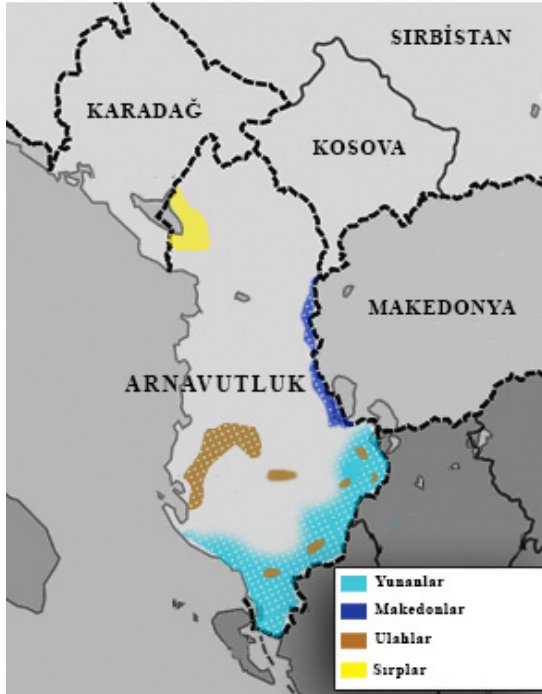 SIRBİSTAN
KARADAĞ
KOSOVA
MAKEDONYA
ARNAVUTLUK
Yunanlar
Makedonlar
Ulahlar
Sırplar